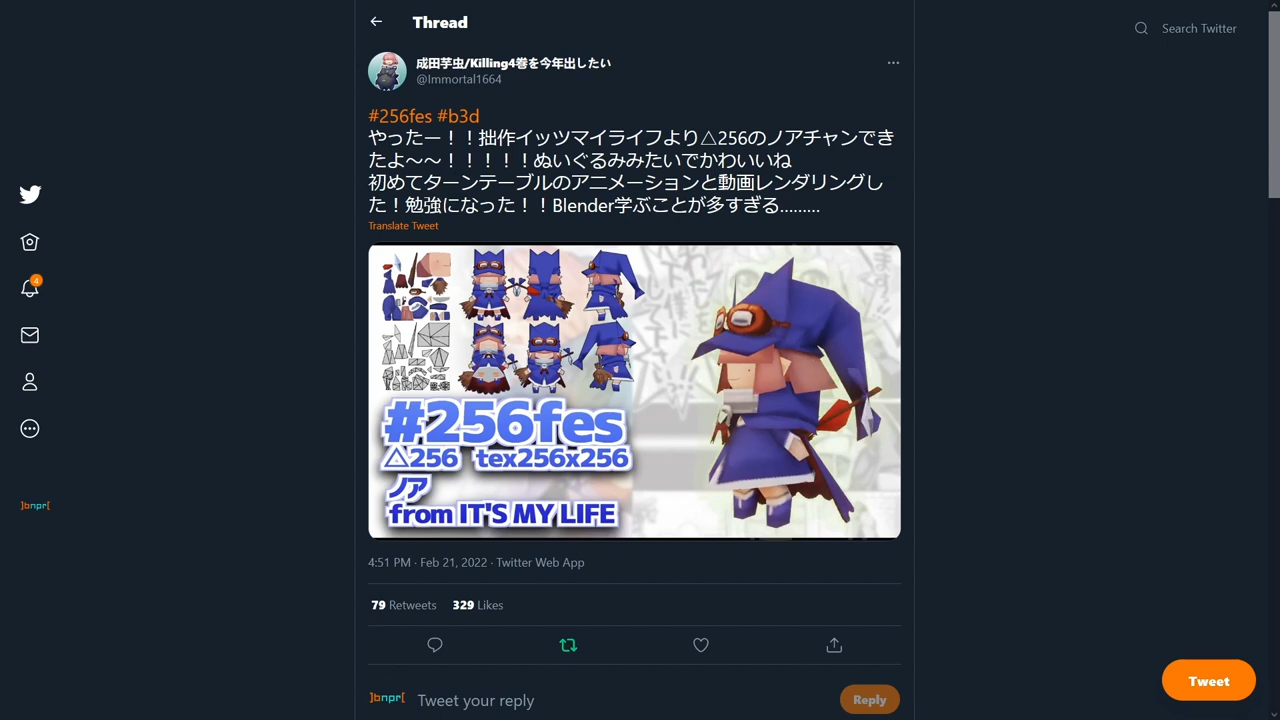 Thread
Search Twitter
成田芋虫/Killing4巻を今年出したい
@Immortal1664
#256fes #b3d
やったー！！拙作イッツマイライフより△256のノアチャンでき
たよ～～！！！！！ぬいぐるみみたいでかわいいね
初めてターンテーブルのアニメーションと動画レンダリングし
た！勉強になった！！Blender学ぶことが多すぎる.........
Translate Tweet
4
#256fes
△256 tex256x256
ノア
from IT'S MY LIFE
]bnpr[
4:51 PM · Feb 21, 2022 · Twitter Web App
79 Retweets 329 Likes
]bnpr[
Tweet your reply
Reply
Tweet